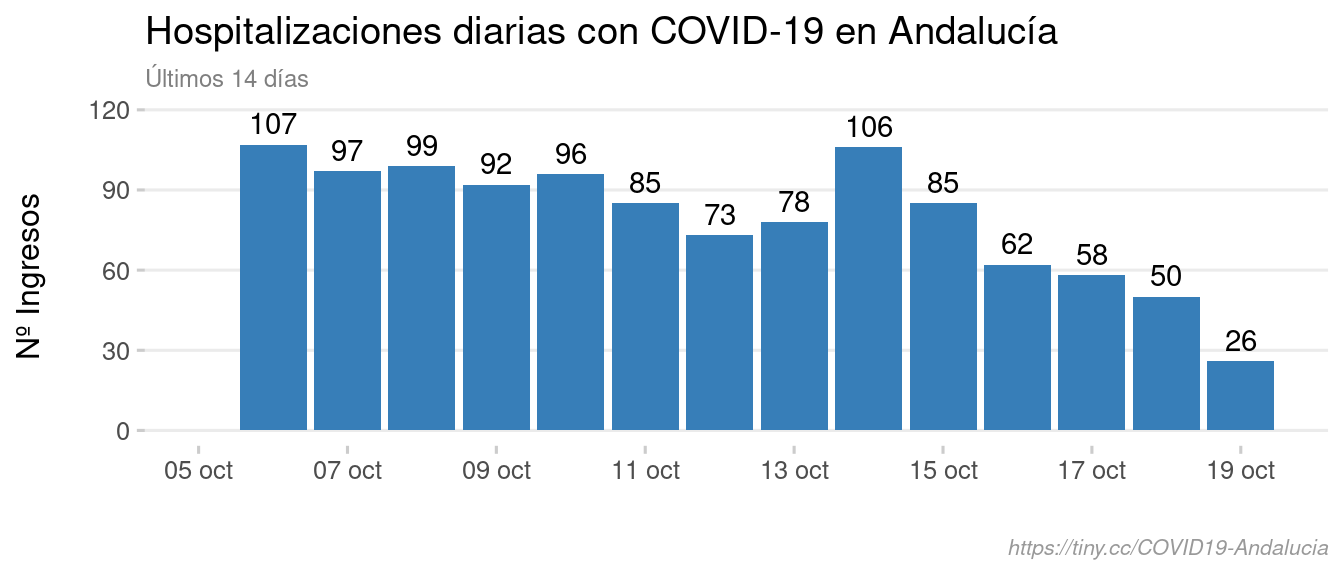 Hospitalizaciones diarias con COVID-19 en Andalucía
Últimos 14 días
Nº Ingresos
120
90
60
30
0
107
97
99
92
96
85
73
78
106
85
62
58
50
26
05 oct
07 oct
09 oct
11 oct
13 oct
15 oct
17 oct
19 oct
https://tiny.cc/COVID19-Andalucia